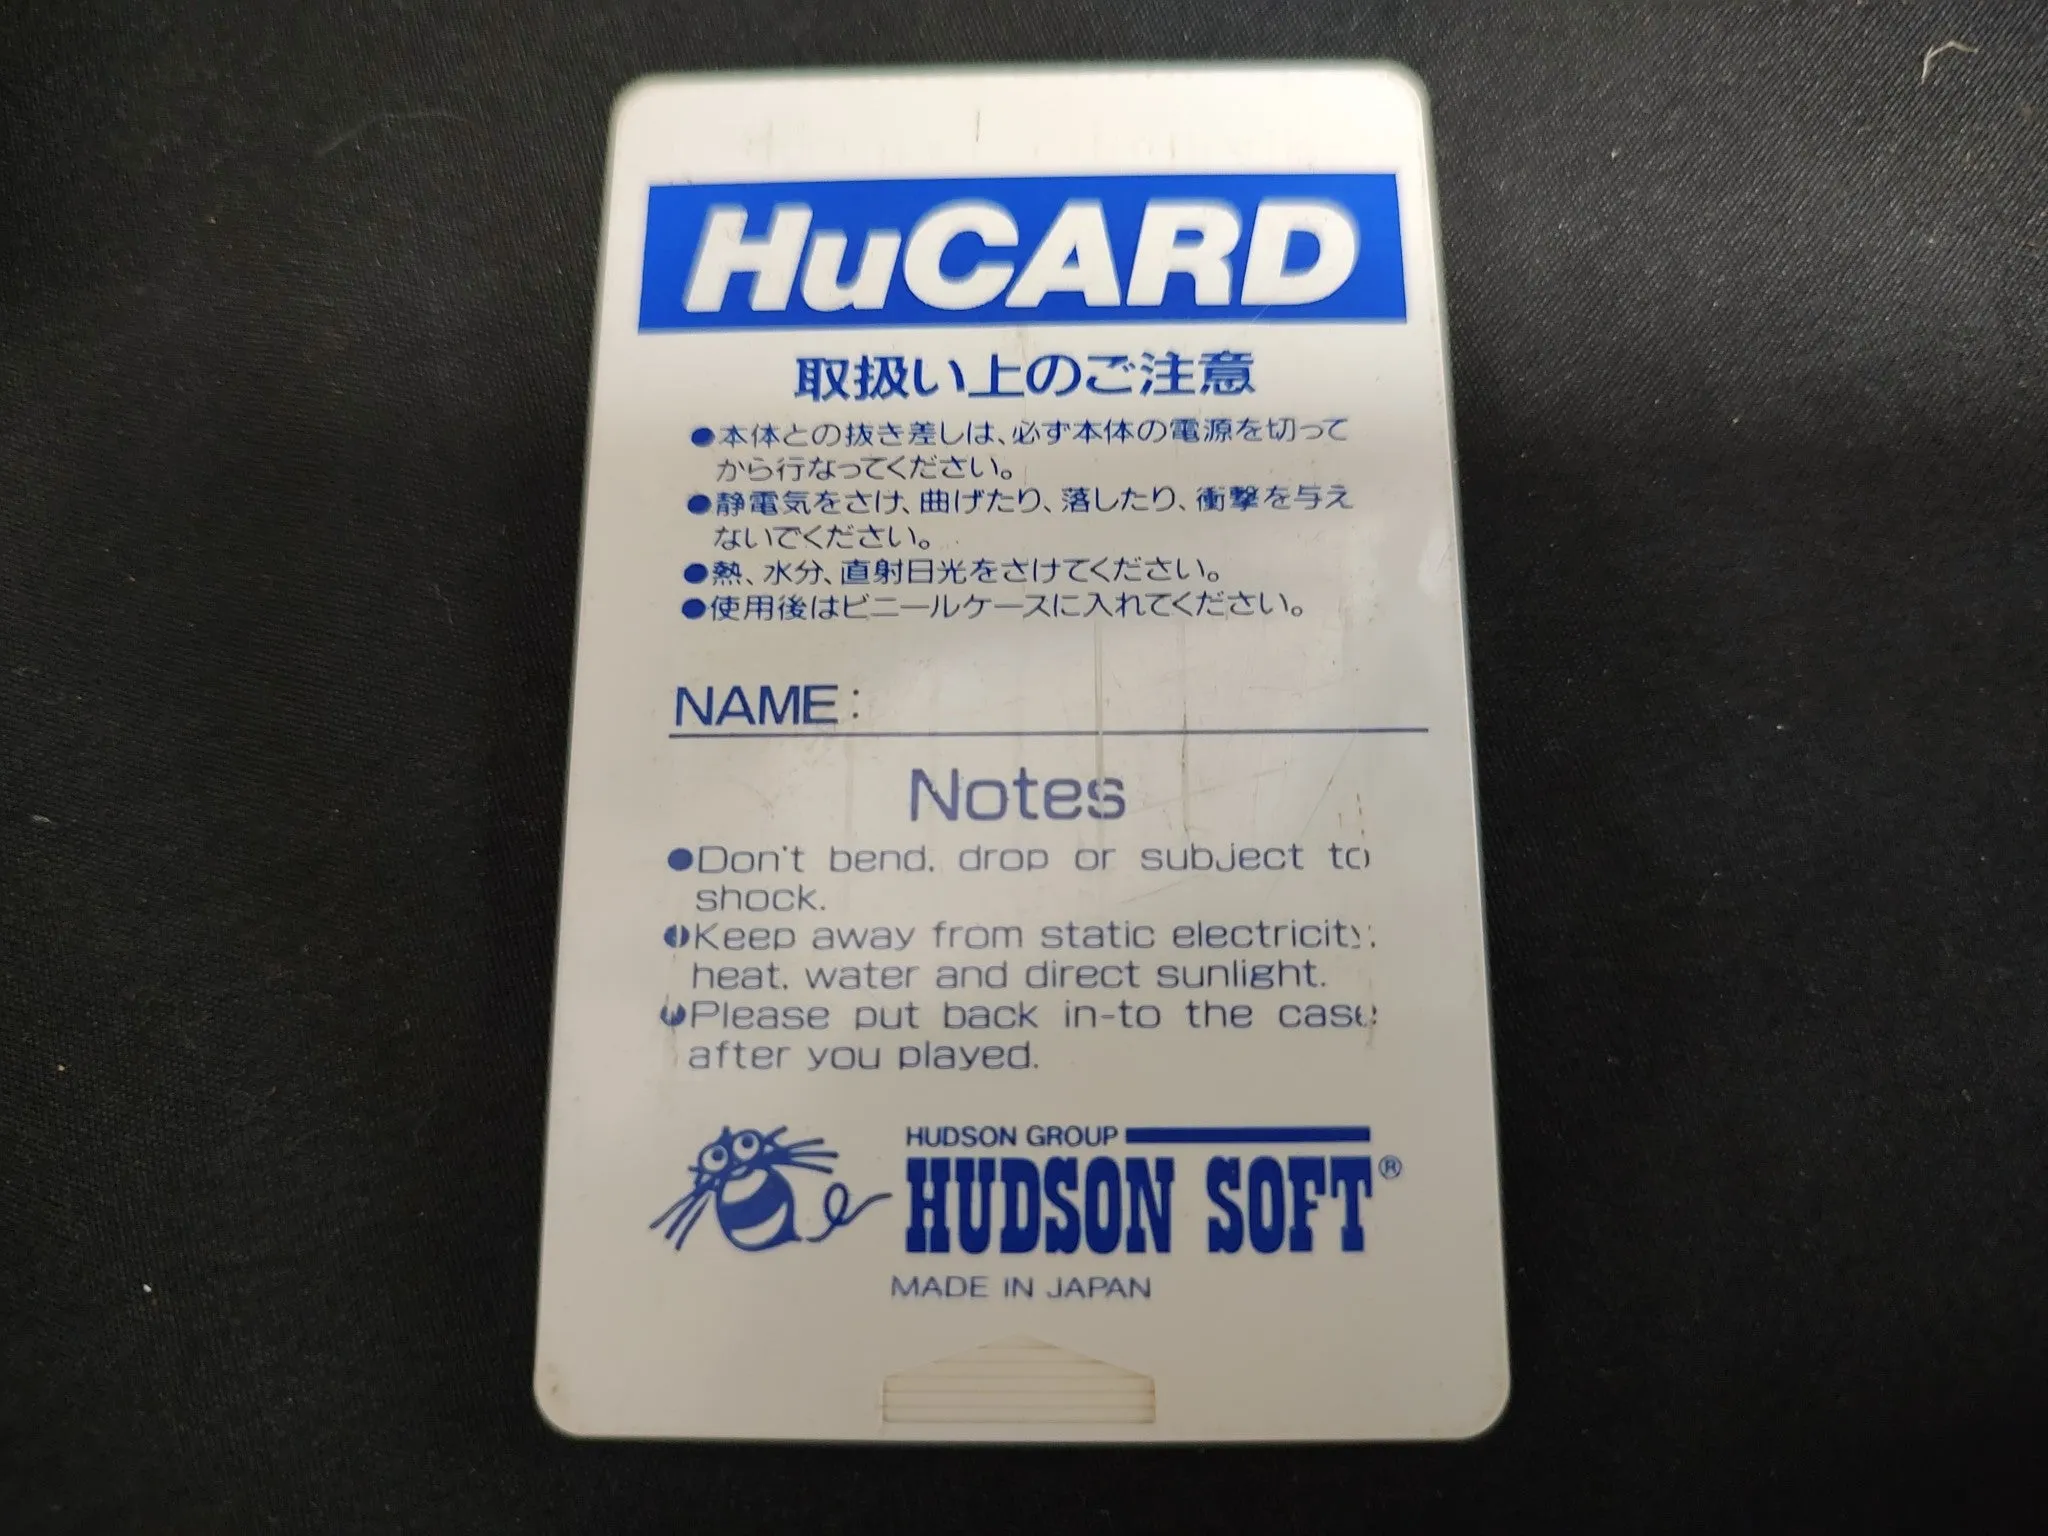 HuCARD
取扱い上のご注意
●本体との抜き差しは、必ず本体の電源を切って
から行なってください。
●静電気をさけ、曲げたり、落したり、衝撃を与え
ないでください。
●熱、水分、直射日光をさけてください。
●使用後はビニールケースに入れてください。
NAME:
Notes
●Don't bend, drop or subject to
shock.
●Keep away from static electricity,
heat, water and direct sunlight.
●Please put back in-to the case
after you played.
HUDSON GROUP
HUDSON SOFT®
MADE IN JAPAN